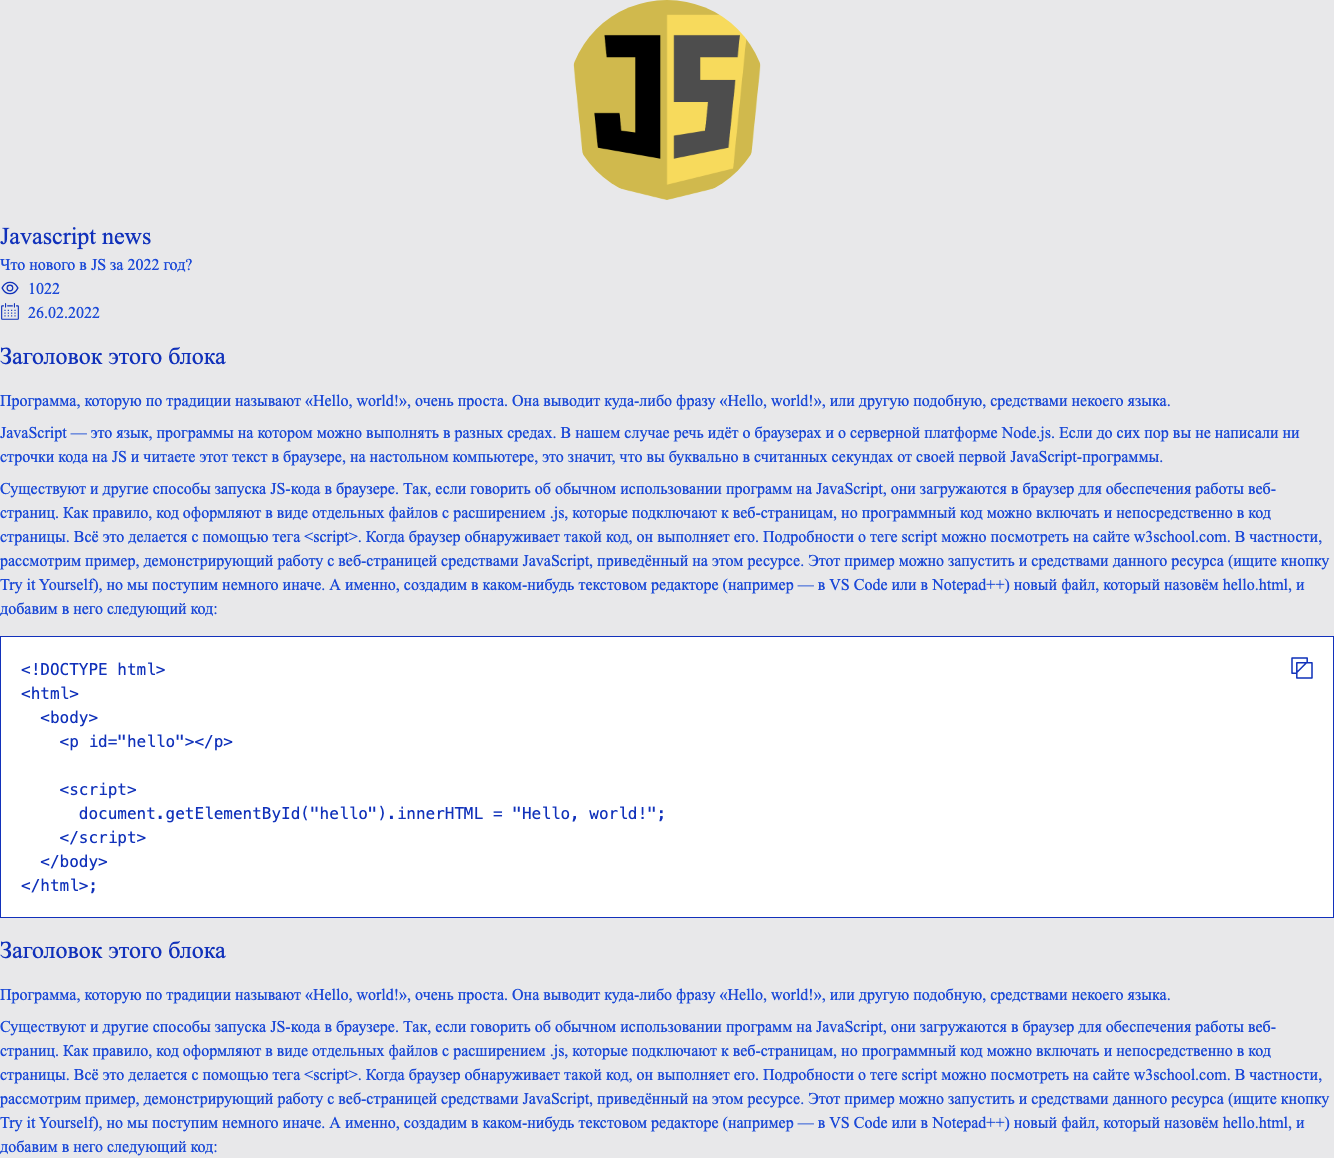 JS
Javascript news
Что нового в JS за 2022 год?
1022
26.02.2022
Заголовок этого блока
Программа, которую по традиции называют «Hello, world!», очень проста. Она выводит куда-либо фразу «Hello, world!», или другую подобную, средствами некоего языка.
JavaScript — это язык, программы на котором можно выполнять в разных средах. В нашем случае речь идёт о браузерах и о серверной платформе Node.js. Если до сих пор вы не написали ни
строчки кода на JS и читаете этот текст в браузере, на настольном компьютере, это значит, что вы буквально в считанных секундах от своей первой JavaScript-программы.
Существуют и другие способы запуска JS-кода в браузере. Так, если говорить об обычном использовании программ на JavaScript, они загружаются в браузер для обеспечения работы веб-
страниц. Как правило, код оформляют в виде отдельных файлов с расширением .js, которые подключают к веб-страницам, но программный код можно включать и непосредственно в код
страницы. Всё это делается с помощью тега <script>. Когда браузер обнаруживает такой код, он выполняет его. Подробности о теге script можно посмотреть на сайте w3school.com. В частности,
рассмотрим пример, демонстрирующий работу с веб-страницей средствами JavaScript, приведённый на этом ресурсе. Этот пример можно запустить и средствами данного ресурса (ищите кнопку
Try it Yourself), но мы поступим немного иначе. А именно, создадим в каком-нибудь текстовом редакторе (например — в VS Code или в Notepad++) новый файл, который назовём hello.html, и
добавим в него следующий код:
<!DOCTYPE html>
<html>
  <body>
    <p id="hello"></p>

    <script>
      document.getElementById("hello").innerHTML = "Hello, world!";
    </script>
  </body>
</html>;
Заголовок этого блока
Программа, которую по традиции называют «Hello, world!», очень проста. Она выводит куда-либо фразу «Hello, world!», или другую подобную, средствами некоего языка.
Существуют и другие способы запуска JS-кода в браузере. Так, если говорить об обычном использовании программ на JavaScript, они загружаются в браузер для обеспечения работы веб-
страниц. Как правило, код оформляют в виде отдельных файлов с расширением .js, которые подключают к веб-страницам, но программный код можно включать и непосредственно в код
страницы. Всё это делается с помощью тега <script>. Когда браузер обнаруживает такой код, он выполняет его. Подробности о теге script можно посмотреть на сайте w3school.com. В частности,
рассмотрим пример, демонстрирующий работу с веб-страницей средствами JavaScript, приведённый на этом ресурсе. Этот пример можно запустить и средствами данного ресурса (ищите кнопку
Try it Yourself), но мы поступим немного иначе. А именно, создадим в каком-нибудь текстовом редакторе (например — в VS Code или в Notepad++) новый файл, который назовём hello.html, и
добавим в него следующий код: